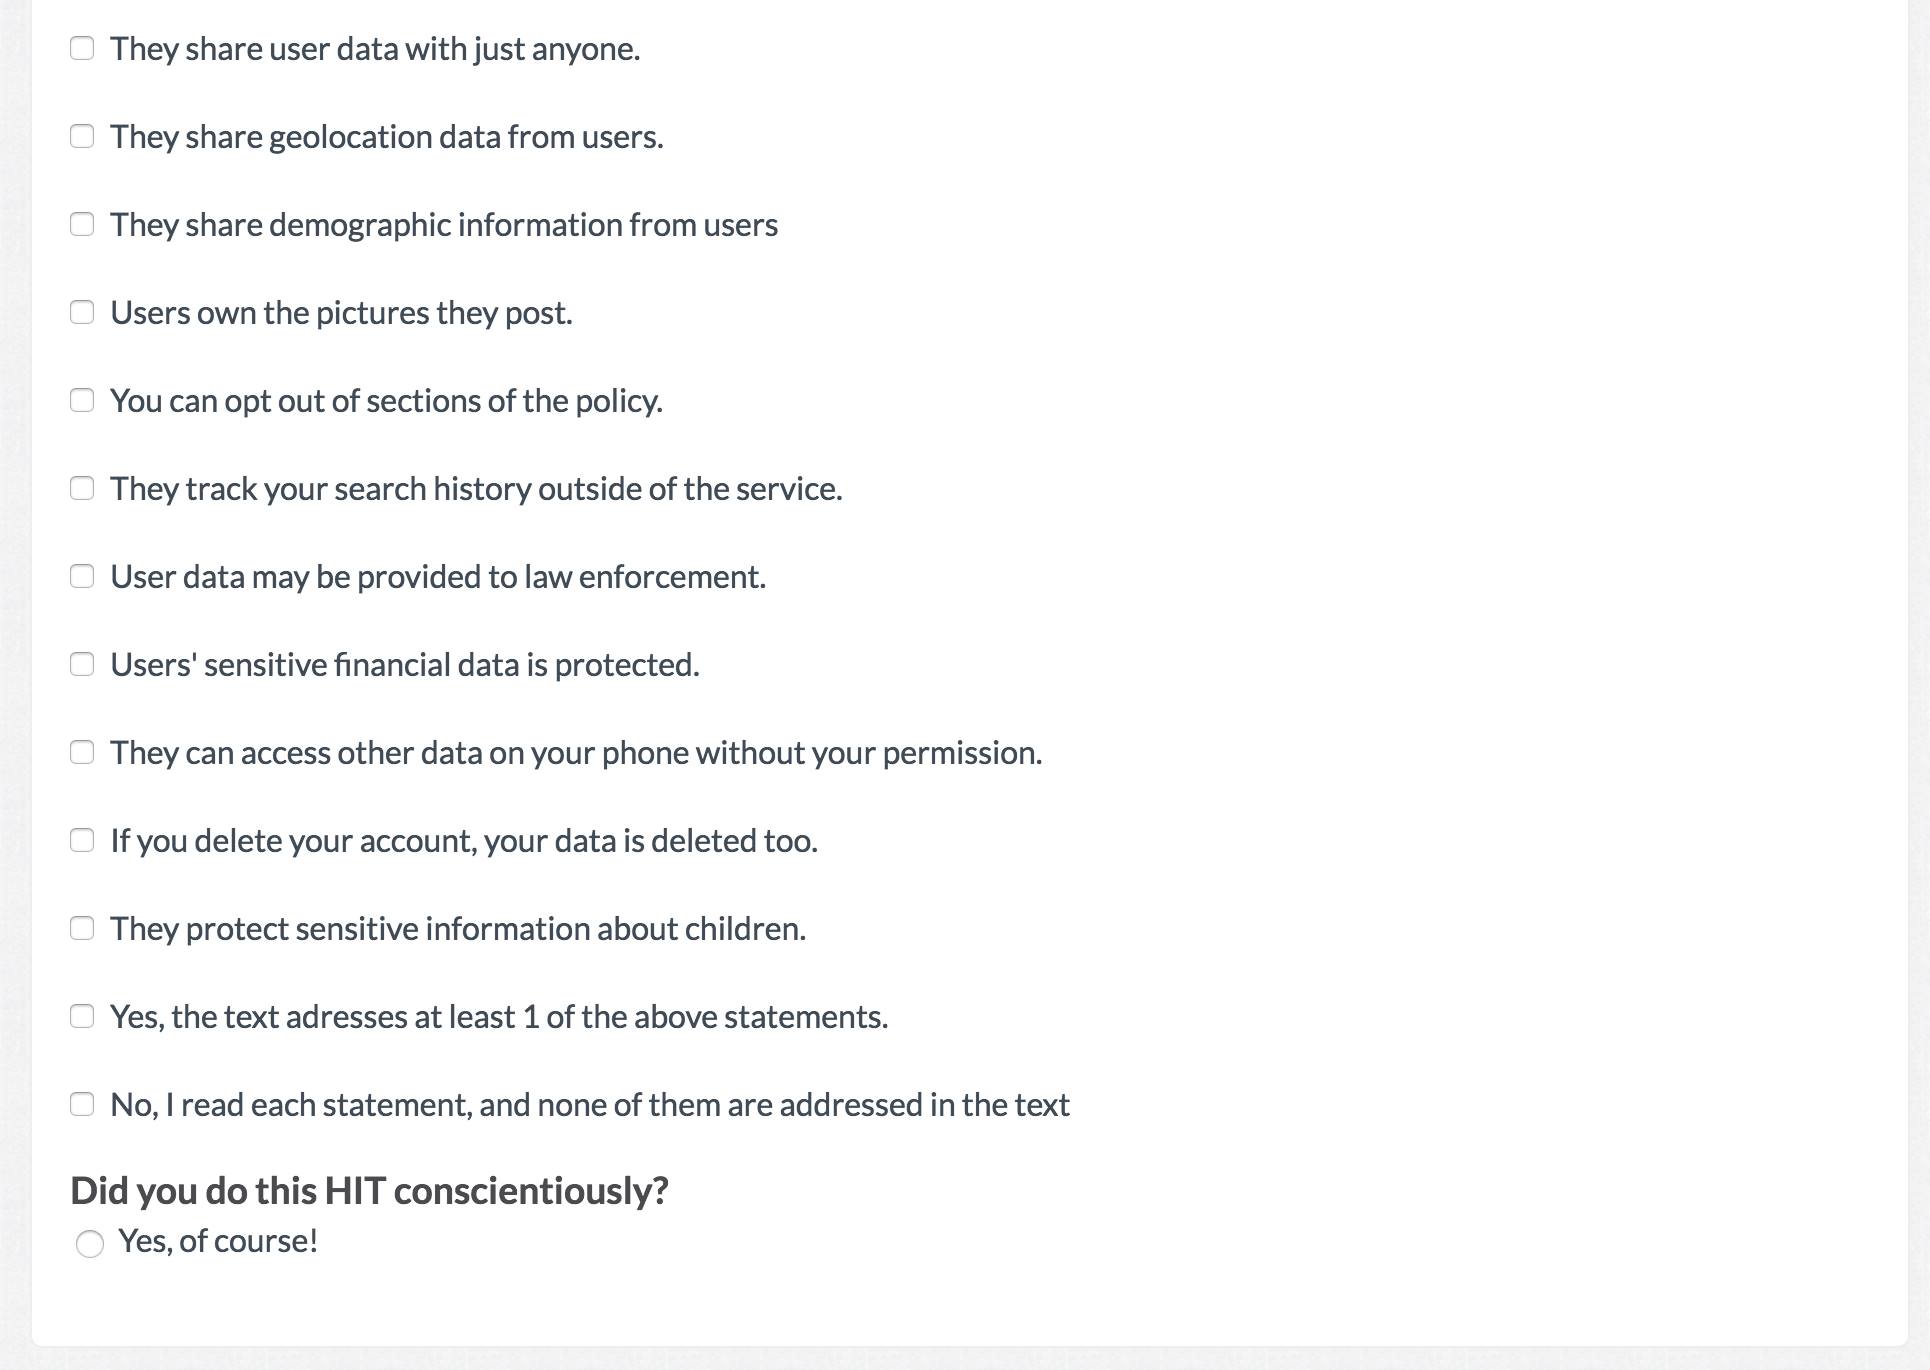 They share user data with just anyone.
They share geolocation data from users.
They share demographic information from users
Users own the pictures they post.
You can opt out of sections of the policy.
They track your search history outside of the service.
User data may be provided to law enforcement.
Users' sensitive financial data is protected.
They can access other data on your phone without your permission.
If you delete your account, your data is deleted too.
They protect sensitive information about children.
Yes, the text adresses at least 1 of the above statements.
No, I read each statement, and none of them are addressed in the text
Did you do this HIT conscientiously?
Yes, of course!